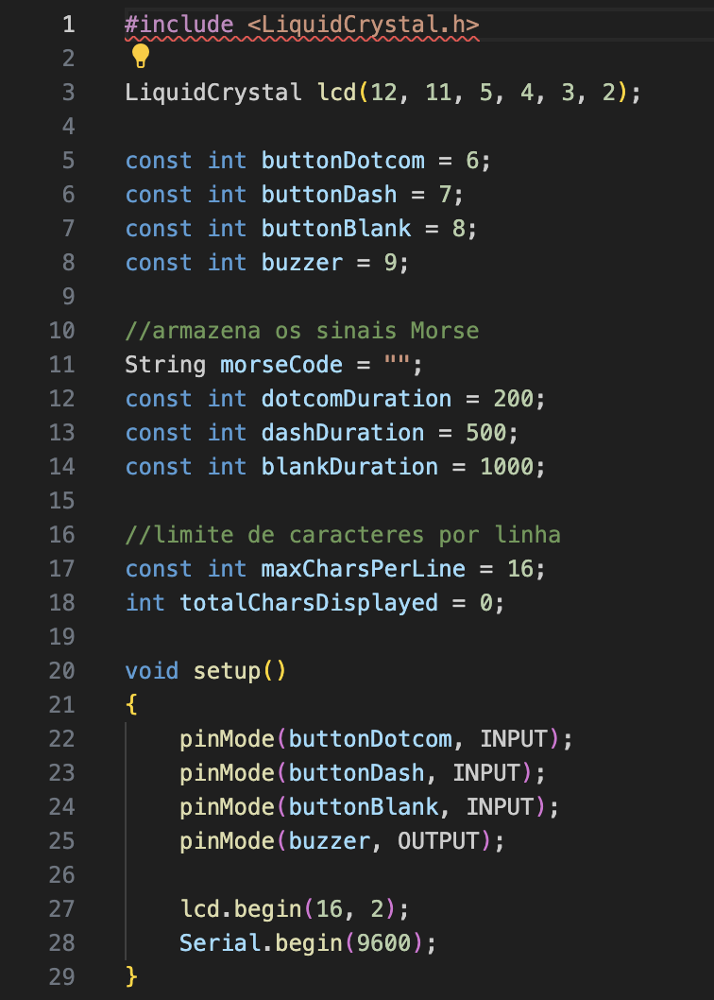 1 #include <LiquidCrystal.h>
2
3 LiquidCrystal lcd(12, 11, 5, 4, 3, 2);
4
5 const int buttonDotcom = 6;
6 const int buttonDash = 7;
7 const int buttonBlank = 8;
8 const int buzzer = 9;
9
10 //armazena os sinais Morse
11 String morseCode = "";
12 const int dotcomDuration = 200;
13 const int dashDuration = 500;
14 const int blankDuration = 1000;
15
16 //limite de caracteres por linha
17 const int maxCharsPerLine = 16;
18 int totalCharsDisplayed = 0;
19
20 void setup()
21 {
22     pinMode(buttonDotcom, INPUT);
23     pinMode(buttonDash, INPUT);
24     pinMode(buttonBlank, INPUT);
25     pinMode(buzzer, OUTPUT);
26
27     lcd.begin(16, 2);
28     Serial.begin(9600);
29 }